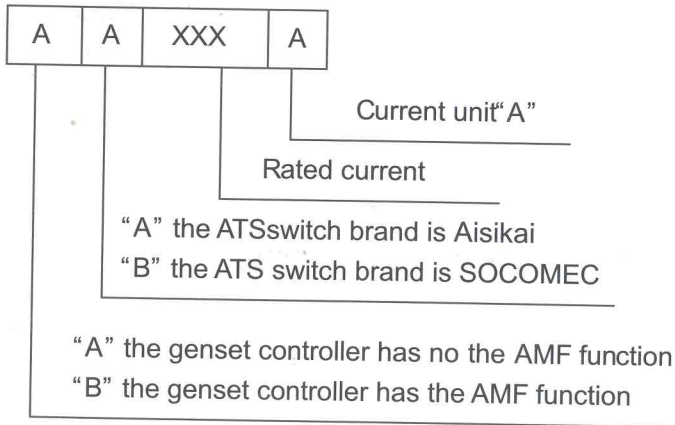 A A XXX A
Current unit“A”
Rated current
“A” the ATSswitch brand is Aisikai
“B” the ATS switch brand is SOCOMEC
“A” the genset controller has no the AMF function
“B” the genset controller has the AMF function